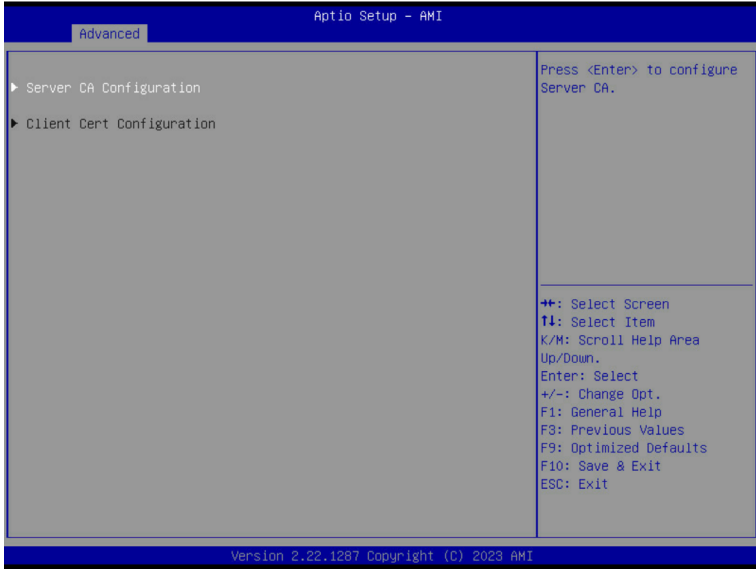 Aptio Setup – AMI
Advanced
▶ Server CA Configuration
▶ Client Cert Configuration
Press <Enter> to configure
Server CA.
→←: Select Screen
↑↓: Select Item
K/M: Scroll Help Area
Up/Down.
Enter: Select
+/-: Change Opt.
F1: General Help
F3: Previous Values
F9: Optimized Defaults
F10: Save & Exit
ESC: Exit
Version 2.22.1287 Copyright (C) 2023 AMI